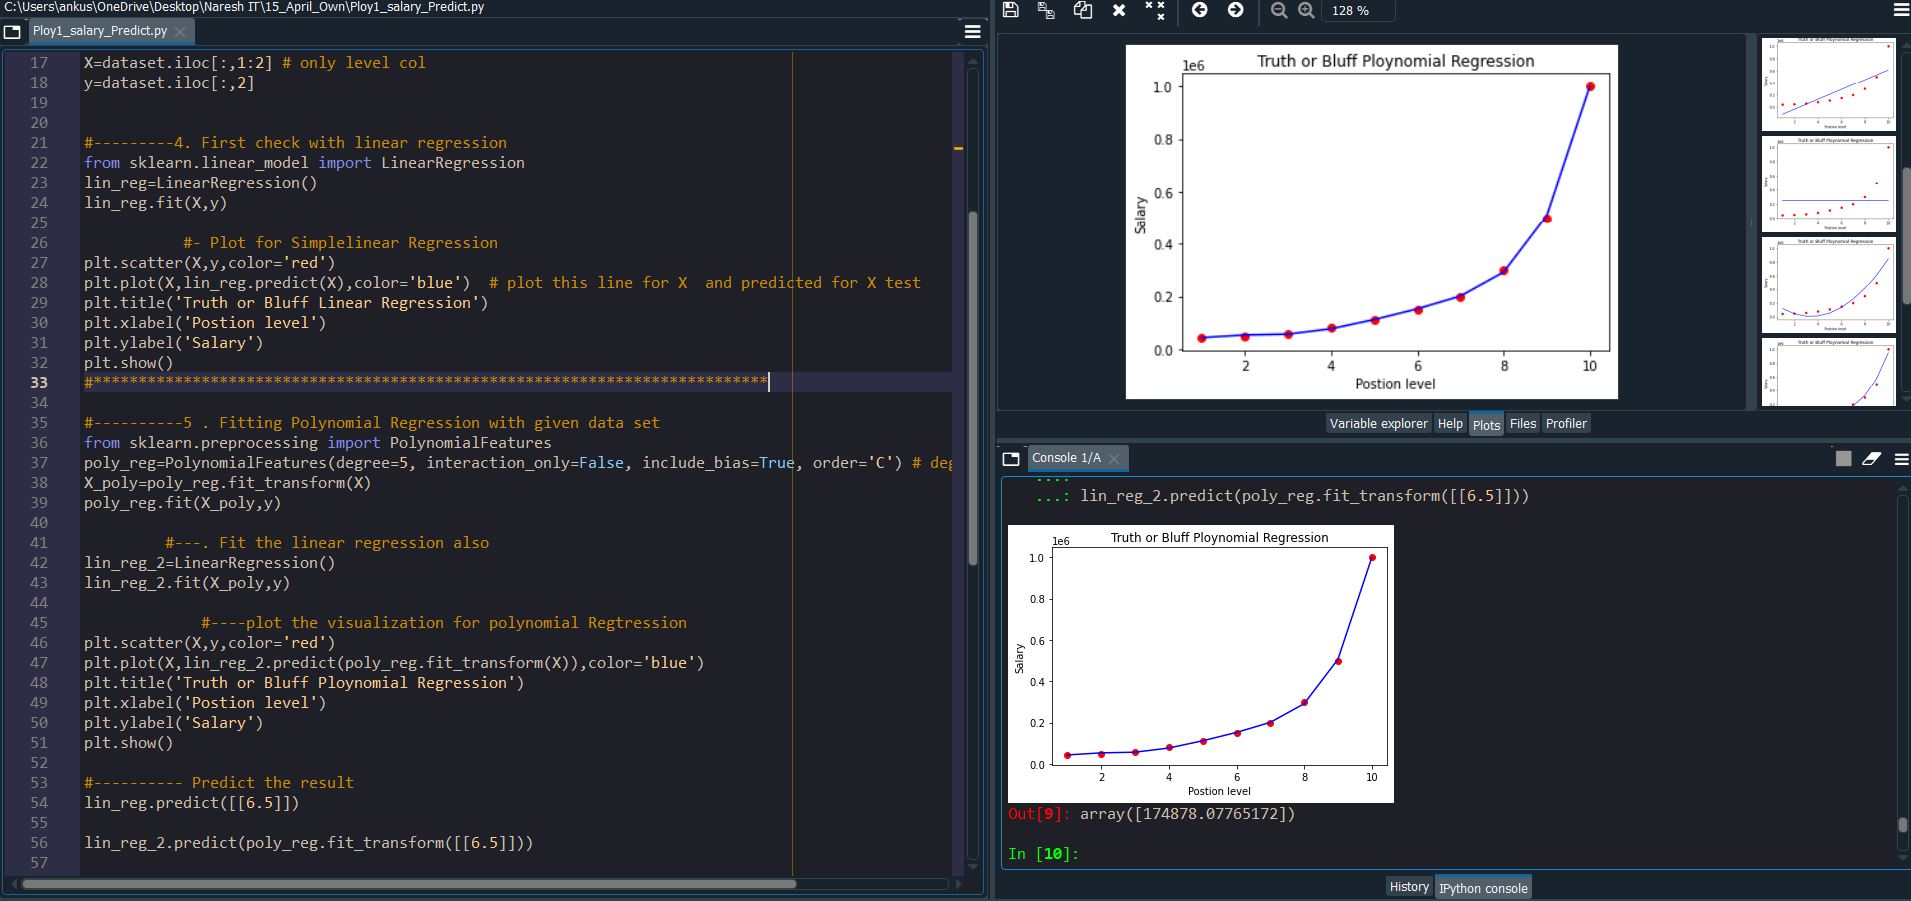 C:\Users\ankus\OneDrive\Desktop\Naresh IT\15_April_Own\Ploy1_salary_Predict.py
Ploy1_salary_Predict.py
17 X=dataset.iloc[:,1:2] # only level col
18 y=dataset.iloc[:,2]
19
20
21 #---------4. First check with linear regression
22 from sklearn.linear_model import LinearRegression
23 lin_reg=LinearRegression()
24 lin_reg.fit(X,y)
25
26 #- Plot for Simplelinear Regression
27 plt.scatter(X,y,color='red')
28 plt.plot(X,lin_reg.predict(X),color='blue')  # plot this line for X  and predicted for X test
29 plt.title('Truth or Bluff Linear Regression')
30 plt.xlabel('Postion level')
31 plt.ylabel('Salary')
32 plt.show()
33 #***************************************************************************
34
35 #----------5 . Fitting Polynomial Regression with given data set
36 from sklearn.preprocessing import PolynomialFeatures
37 poly_reg=PolynomialFeatures(degree=5, interaction_only=False, include_bias=True, order='C') # deg
38 X_poly=poly_reg.fit_transform(X)
39 poly_reg.fit(X_poly,y)
40
41 #---. Fit the linear regression also
42 lin_reg_2=LinearRegression()
43 lin_reg_2.fit(X_poly,y)
44
45 #----plot the visualization for polynomial Regtression
46 plt.scatter(X,y,color='red')
47 plt.plot(X,lin_reg_2.predict(poly_reg.fit_transform(X)),color='blue')
48 plt.title('Truth or Bluff Ploynomial Regression')
49 plt.xlabel('Postion level')
50 plt.ylabel('Salary')
51 plt.show()
52
53 #---------- Predict the result
54 lin_reg.predict([[6.5]])
55
56 lin_reg_2.predict(poly_reg.fit_transform([[6.5]]))
57
128 %
Truth or Bluff Ploynomial Regression
1e6
1.0
0.8
0.6
0.4
0.2
0.0
Salary
2 4 6 8 10
Postion level
Variable explorer Help Plots Files Profiler
Console 1/A
...:
...: lin_reg_2.predict(poly_reg.fit_transform([[6.5]]))
Truth or Bluff Ploynomial Regression
1e6
1.0
0.8
0.6
0.4
0.2
0.0
Salary
2 4 6 8 10
Postion level
Out[9]: array([174878.07765172])
In [10]:
History IPython console